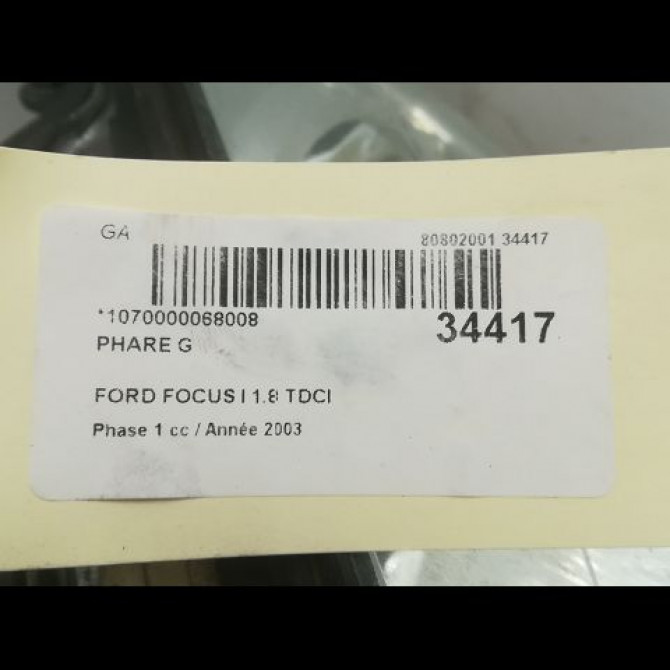 GA
80802001 34417
*1070000068008
34417
PHARE G
FORD FOCUS I 1.8 TDCI
Phase 1 cc / Année 2003